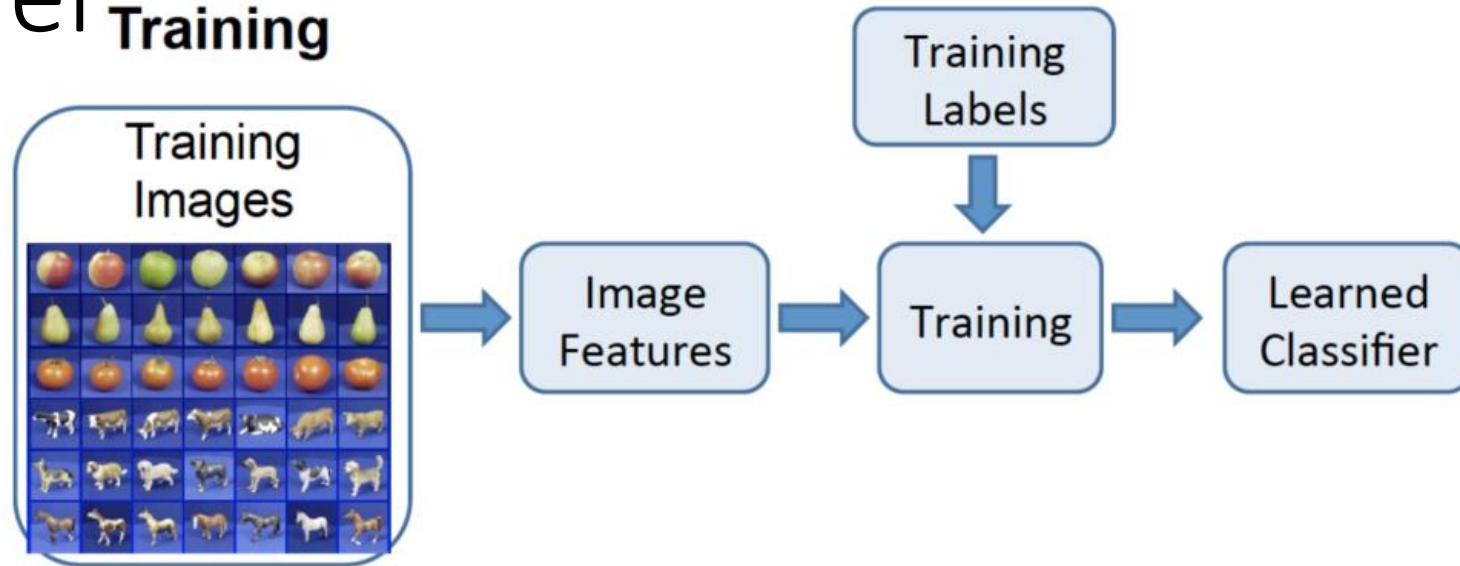 Training
Training
Images
Image
Features
Training
Labels
Training
Learned
Classifier